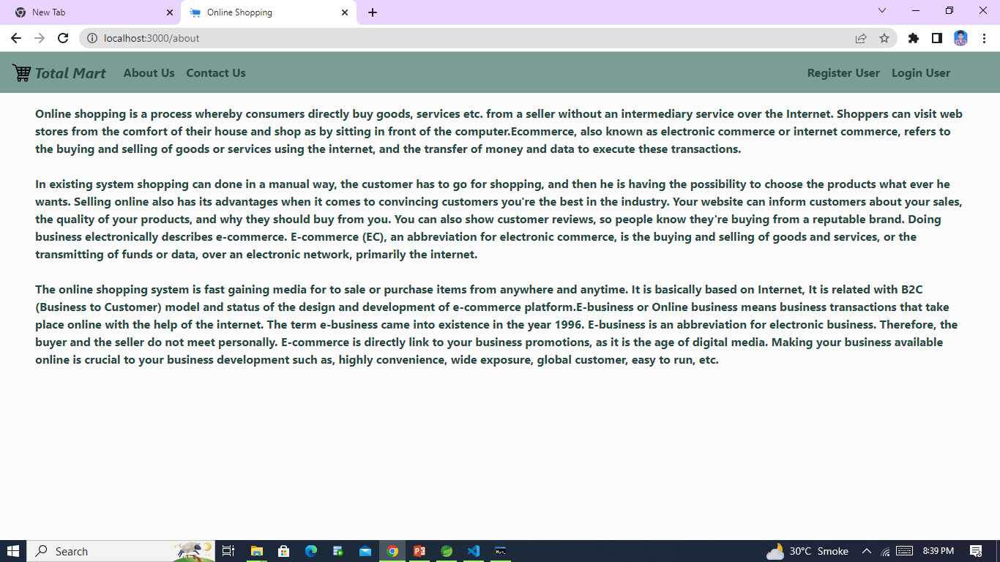 New Tab
Online Shopping
localhost:3000/about
Total Mart About Us Contact Us Register User Login User
Online shopping is a process whereby consumers directly buy goods, services etc. from a seller without an intermediary service over the Internet. Shoppers can visit web
stores from the comfort of their house and shop as by sitting in front of the computer.Ecommerce, also known as electronic commerce or internet commerce, refers to
the buying and selling of goods or services using the internet, and the transfer of money and data to execute these transactions.
In existing system shopping can done in a manual way, the customer has to go for shopping, and then he is having the possibility to choose the products what ever he
wants. Selling online also has its advantages when it comes to convincing customers you're the best in the industry. Your website can inform customers about your sales,
the quality of your products, and why they should buy from you. You can also show customer reviews, so people know they're buying from a reputable brand. Doing
business electronically describes e-commerce. E-commerce (EC), an abbreviation for electronic commerce, is the buying and selling of goods and services, or the
transmitting of funds or data, over an electronic network, primarily the internet.
The online shopping system is fast gaining media for to sale or purchase items from anywhere and anytime. It is basically based on Internet, It is related with B2C
(Business to Customer) model and status of the design and development of e-commerce platform.E-business or Online business means business transactions that take
place online with the help of the internet. The term e-business came into existence in the year 1996. E-business is an abbreviation for electronic business. Therefore, the
buyer and the seller do not meet personally. E-commerce is directly link to your business promotions, as it is the age of digital media. Making your business available
online is crucial to your business development such as, highly convenience, wide exposure, global customer, easy to run, etc.
Search
30°C Smoke
8:39 PM